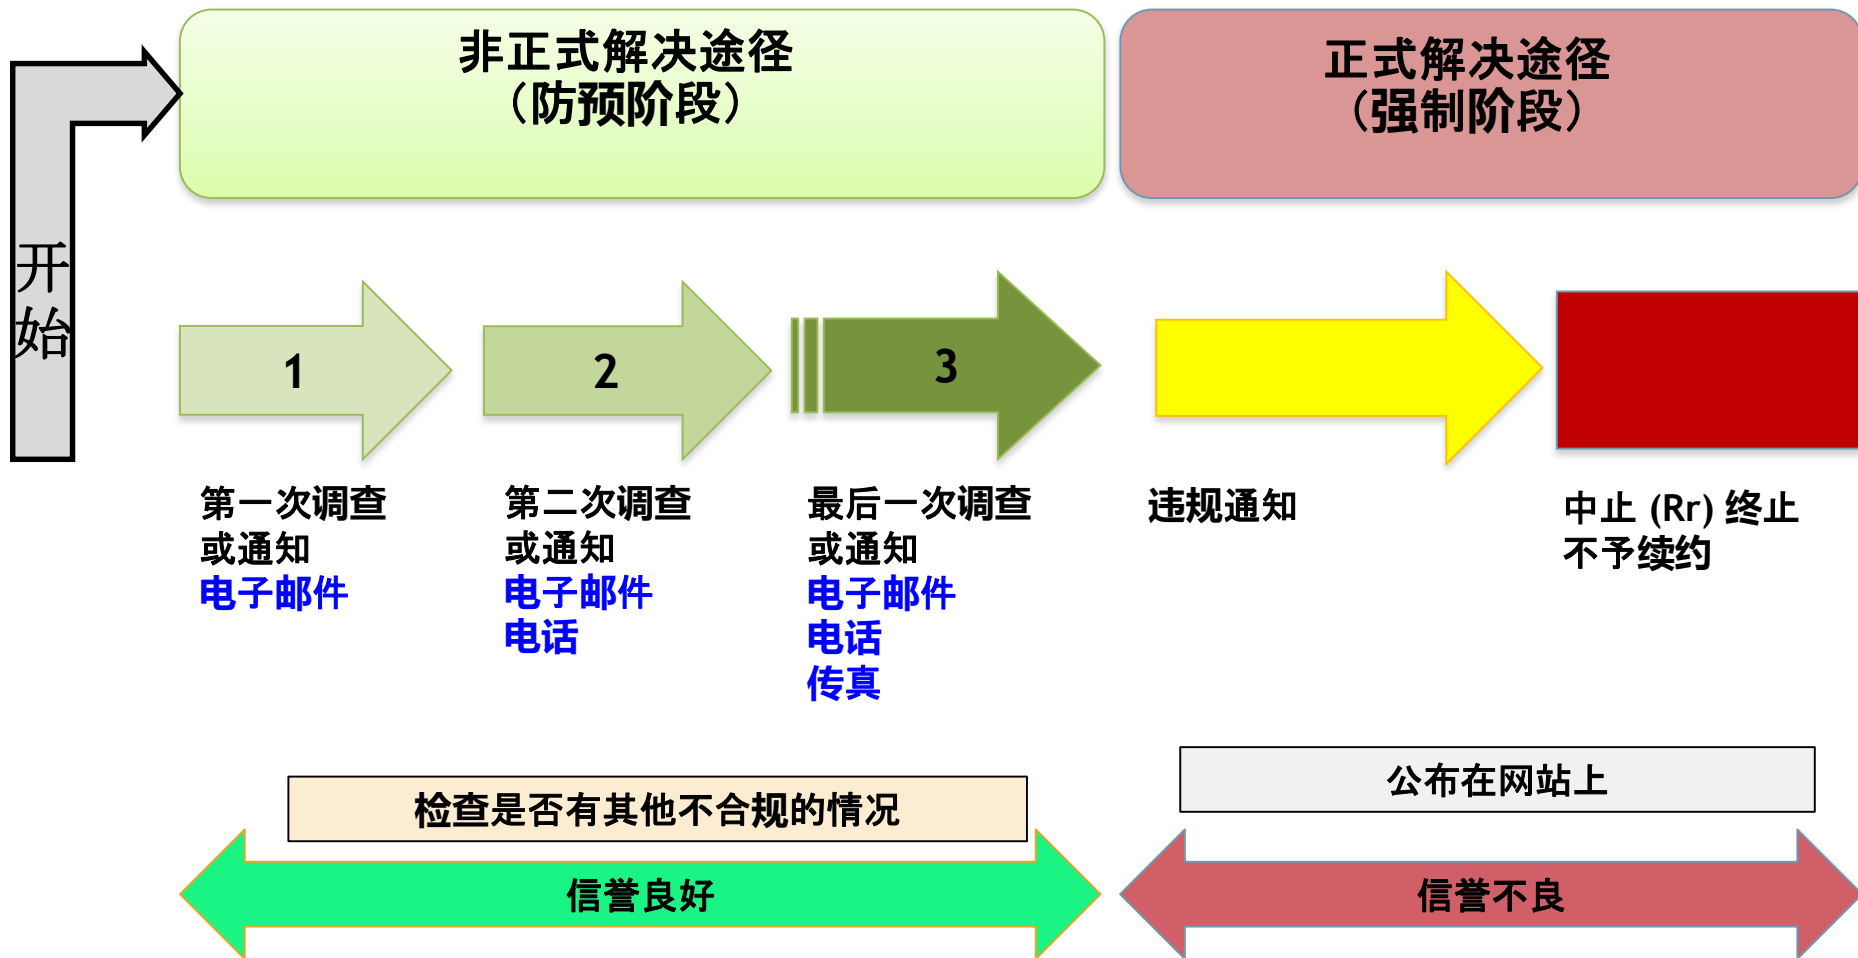 非正式解决途径
（防预阶段）
正式解决途径
（强制阶段）
开
始
1
2
3
第一次调查
或通知
电子邮件
第二次调查
或通知
电子邮件
电话
最后一次调查
或通知
电子邮件
电话
传真
违规通知
中止 (Rr) 终止
不予续约
检查是否有其他不合规的情况
公布在网站上
信誉良好
信誉不良